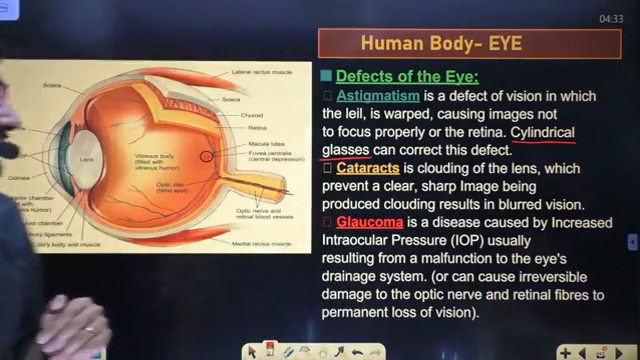 04:33
Human Body- EYE
Defects of the Eye:
Astigmatism is a defect of vision in which
the leil, is warped, causing images not
to focus properly or the retina. Cylindrical
glasses can correct this defect.
Cataracts is clouding of the lens, which
prevent a clear, sharp Image being
produced clouding results in blurred vision.
Glaucoma is a disease caused by Increased
Intraocular Pressure (IOP) usually
resulting from a malfunction to the eye's
drainage system. (or can cause irreversible
damage to the optic nerve and retinal fibres to
permanent loss of vision).
Lateral rectus muscle
Sclera
Sclera
Choroid
Retina
Macula lutea
Fovea centralis
(central depression)
Lens
Vitreous body
(filled with
vitreous humor)
Optic disc
(blind spot)
Cornea
Optic nerve and
retinal blood vessels
Medial rectus muscle